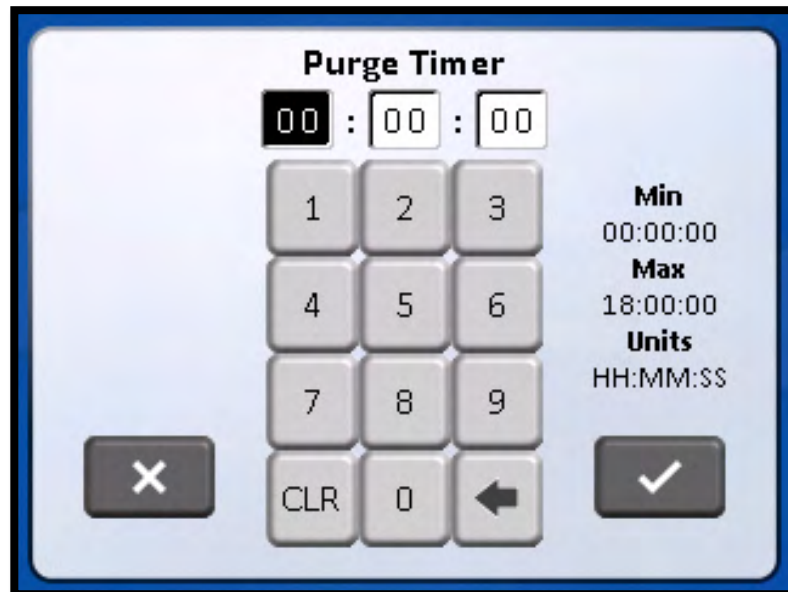 Purge Timer
00 : 00 : 00
1 2 3
4 5 6
7 8 9
CLR 0
Min
00:00:00
Max
18:00:00
Units
HH:MM:SS